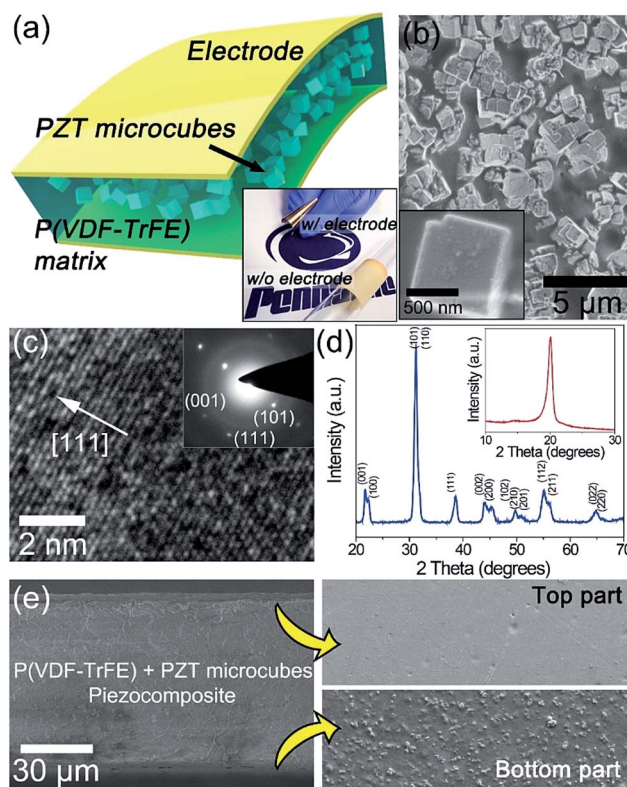 (a)
Electrode
PZT microcubes
P(VDF-TrFE)
matrix
w/ electrode
w/o electrode
(b)
500 nm
5 μm
(c)
[111]
2 nm
(001)
(101)
(111)
(d)
Intensity (a.u.)
2 Theta (degrees)
20 30 40 50 60 70
(001)
(100)
(101)
(110)
(111)
(002)
(200)
(102)
(210)
(201)
(112)
(211)
(022)
(220)
Intensity (a.u.)
10 20 30
2 Theta (degrees)
(e)
P(VDF-TrFE) + PZT microcubes
Piezocomposite
30 μm
Top part
Bottom part